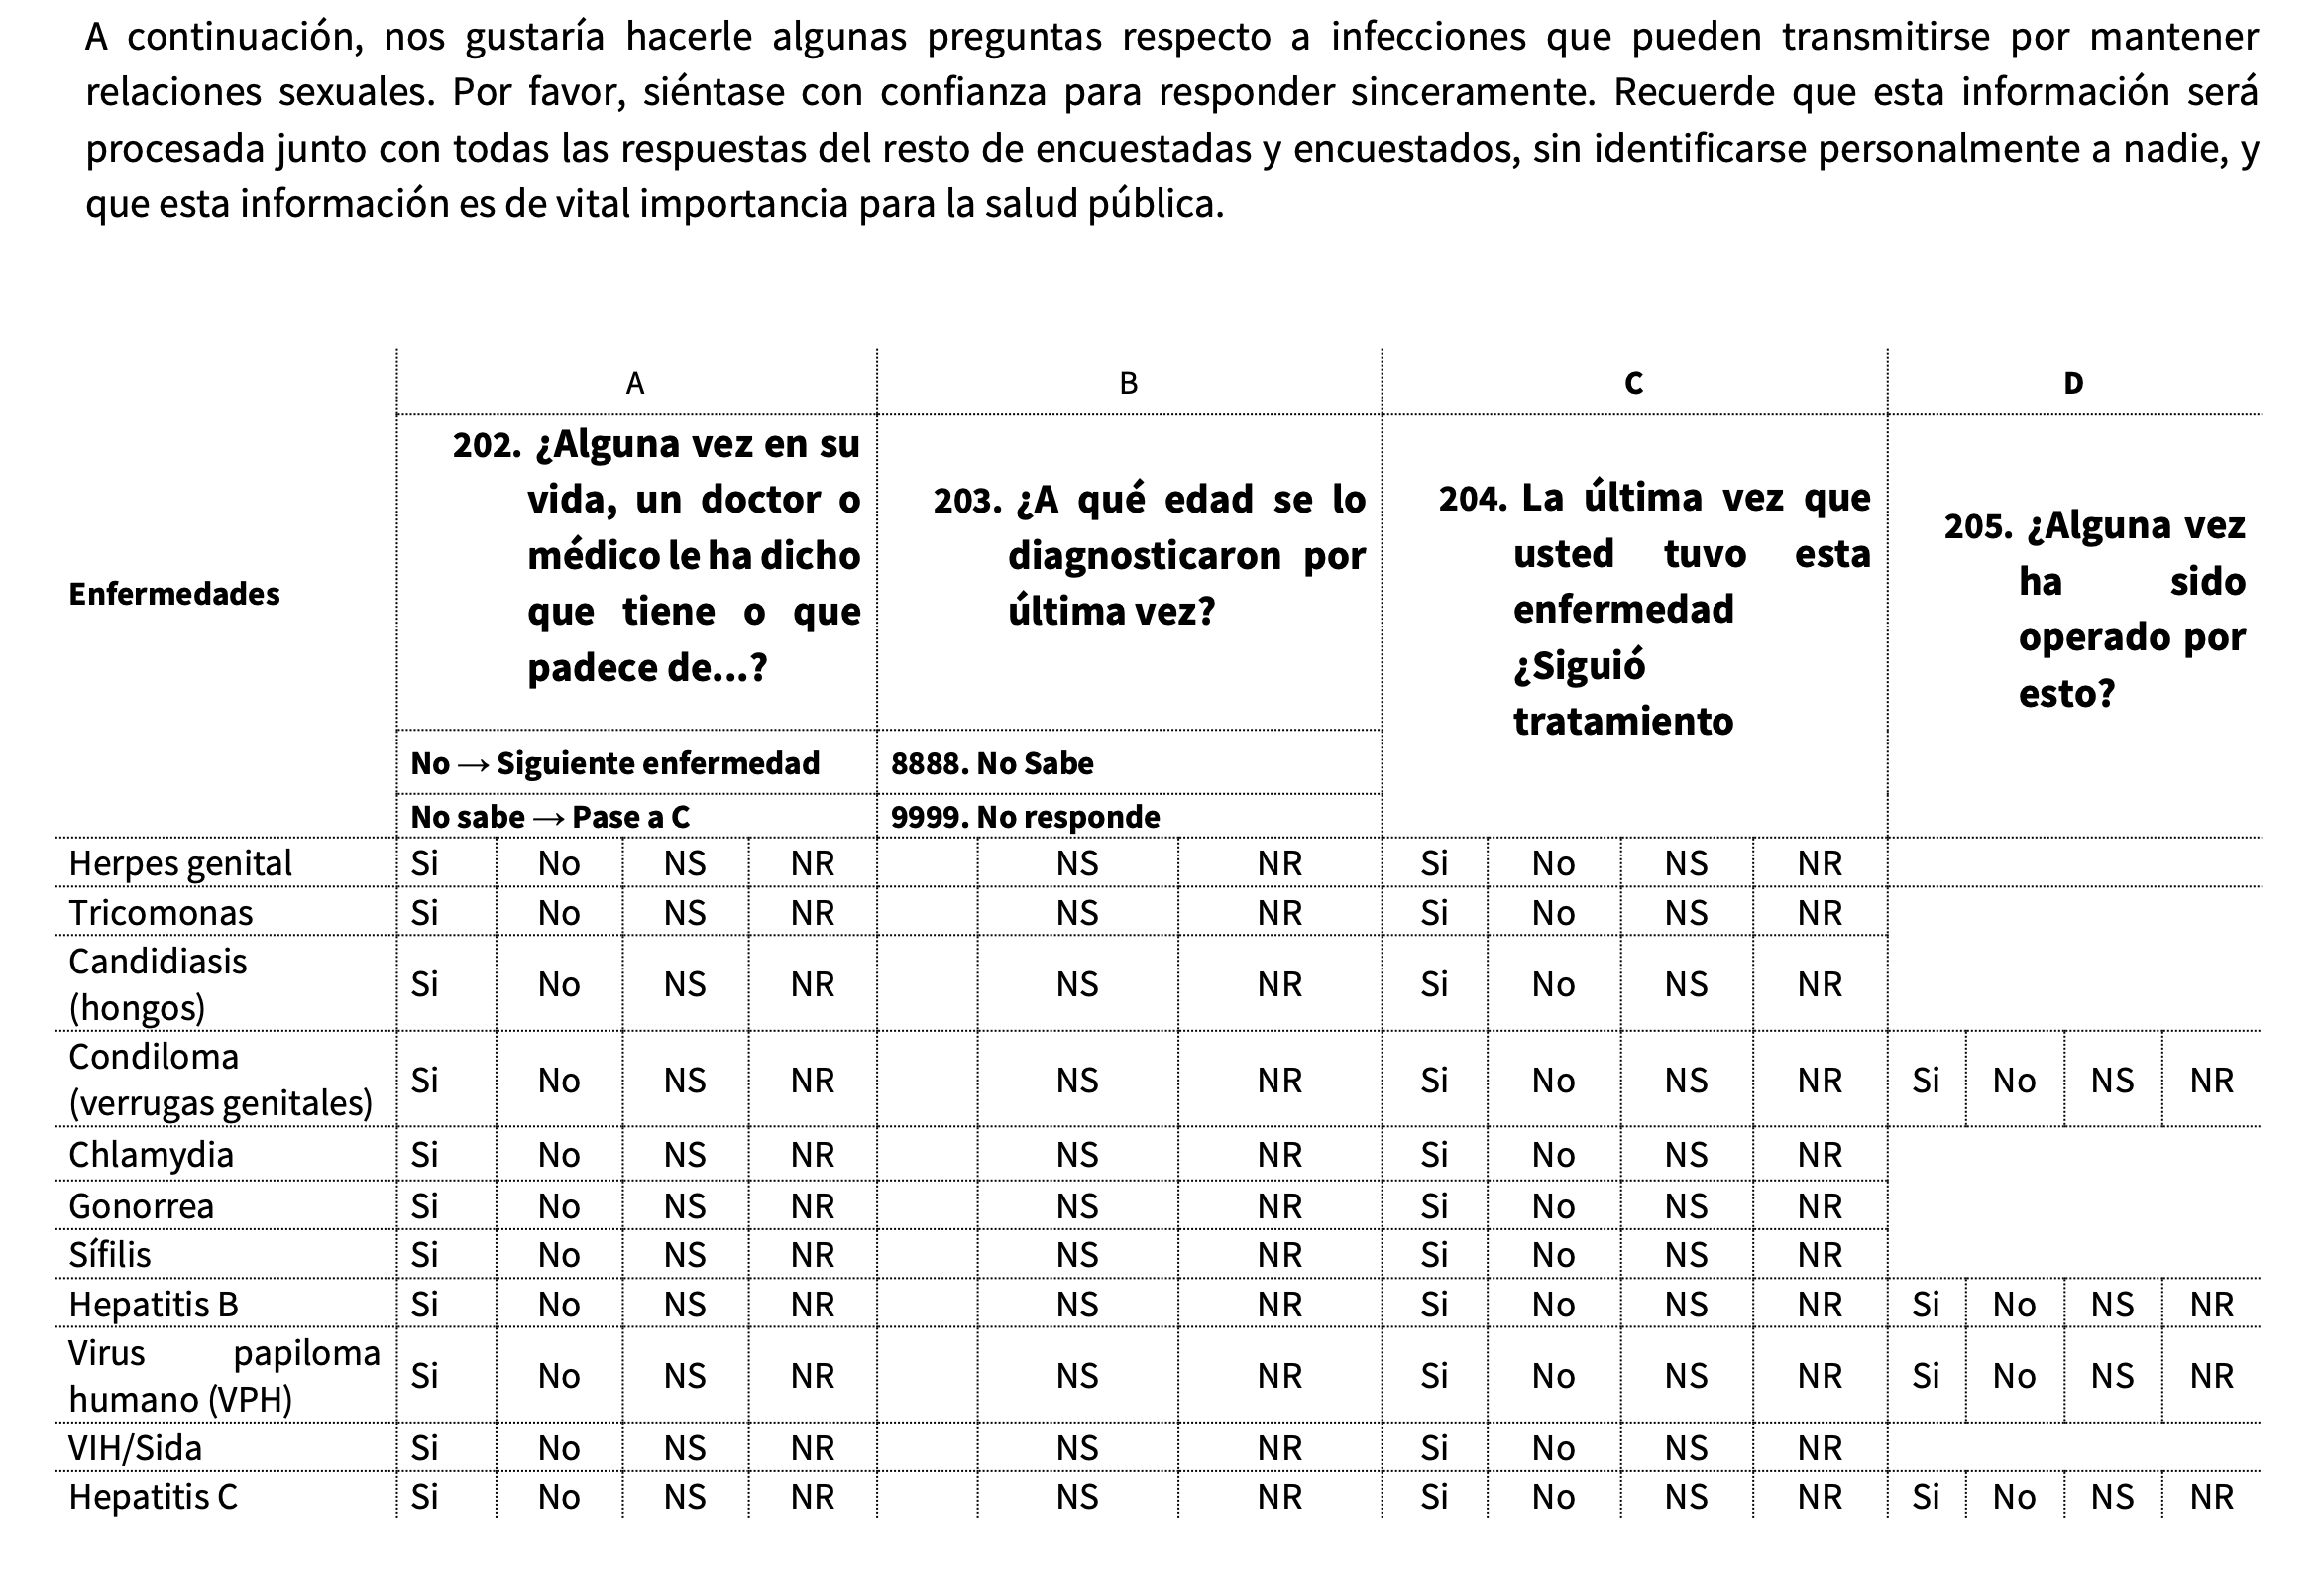 A continuación, nos gustaría hacerle algunas preguntas respecto a infecciones que pueden transmitirse por mantener
relaciones sexuales. Por favor, siéntase con confianza para responder sinceramente. Recuerde que esta información será
procesada junto con todas las respuestas del resto de encuestadas y encuestados, sin identificarse personalmente a nadie, y
que esta información es de vital importancia para la salud pública.
A B C D
Enfermedades
202. ¿Alguna vez en su
vida, un doctor o
médico le ha dicho
que tiene o que
padece de...?
No → Siguiente enfermedad
No sabe → Pase a C
203. ¿A qué edad se lo
diagnosticaron por
última vez?
8888. No Sabe
9999. No responde
204. La última vez que
usted tuvo esta
enfermedad
¿Siguió
tratamiento
205. ¿Alguna vez
ha sido
operado por
esto?
Herpes genital Si No NS NR NS NR Si No NS NR
Tricomonas Si No NS NR NS NR Si No NS NR
Candidiasis
(hongos) Si No NS NR NS NR Si No NS NR
Condiloma
(verrugas genitales) Si No NS NR NS NR Si No NS NR Si No NS NR
Chlamydia Si No NS NR NS NR Si No NS NR
Gonorrea Si No NS NR NS NR Si No NS NR
Sífilis Si No NS NR NS NR Si No NS NR
Hepatitis B Si No NS NR NS NR Si No NS NR Si No NS NR
Virus papiloma
humano (VPH) Si No NS NR NS NR Si No NS NR Si No NS NR
VIH/Sida Si No NS NR NS NR Si No NS NR
Hepatitis C Si No NS NR NS NR Si No NS NR Si No NS NR